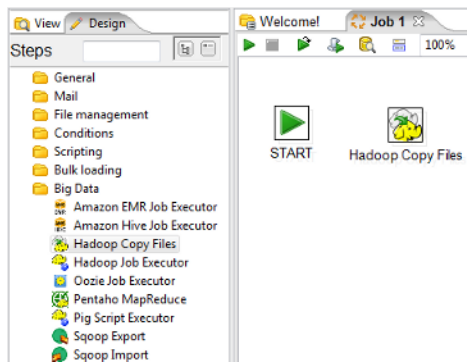 View Design
Steps
General
Mail
File management
Conditions
Scripting
Bulk loading
Big Data
Amazon EMR Job Executor
Amazon Hive Job Executor
Hadoop Copy Files
Hadoop Job Executor
Oozie Job Executor
Pentaho MapReduce
Pig Script Executor
Sqoop Export
Sqoop Import
Welcome! Job 1
100%
START
Hadoop Copy Files